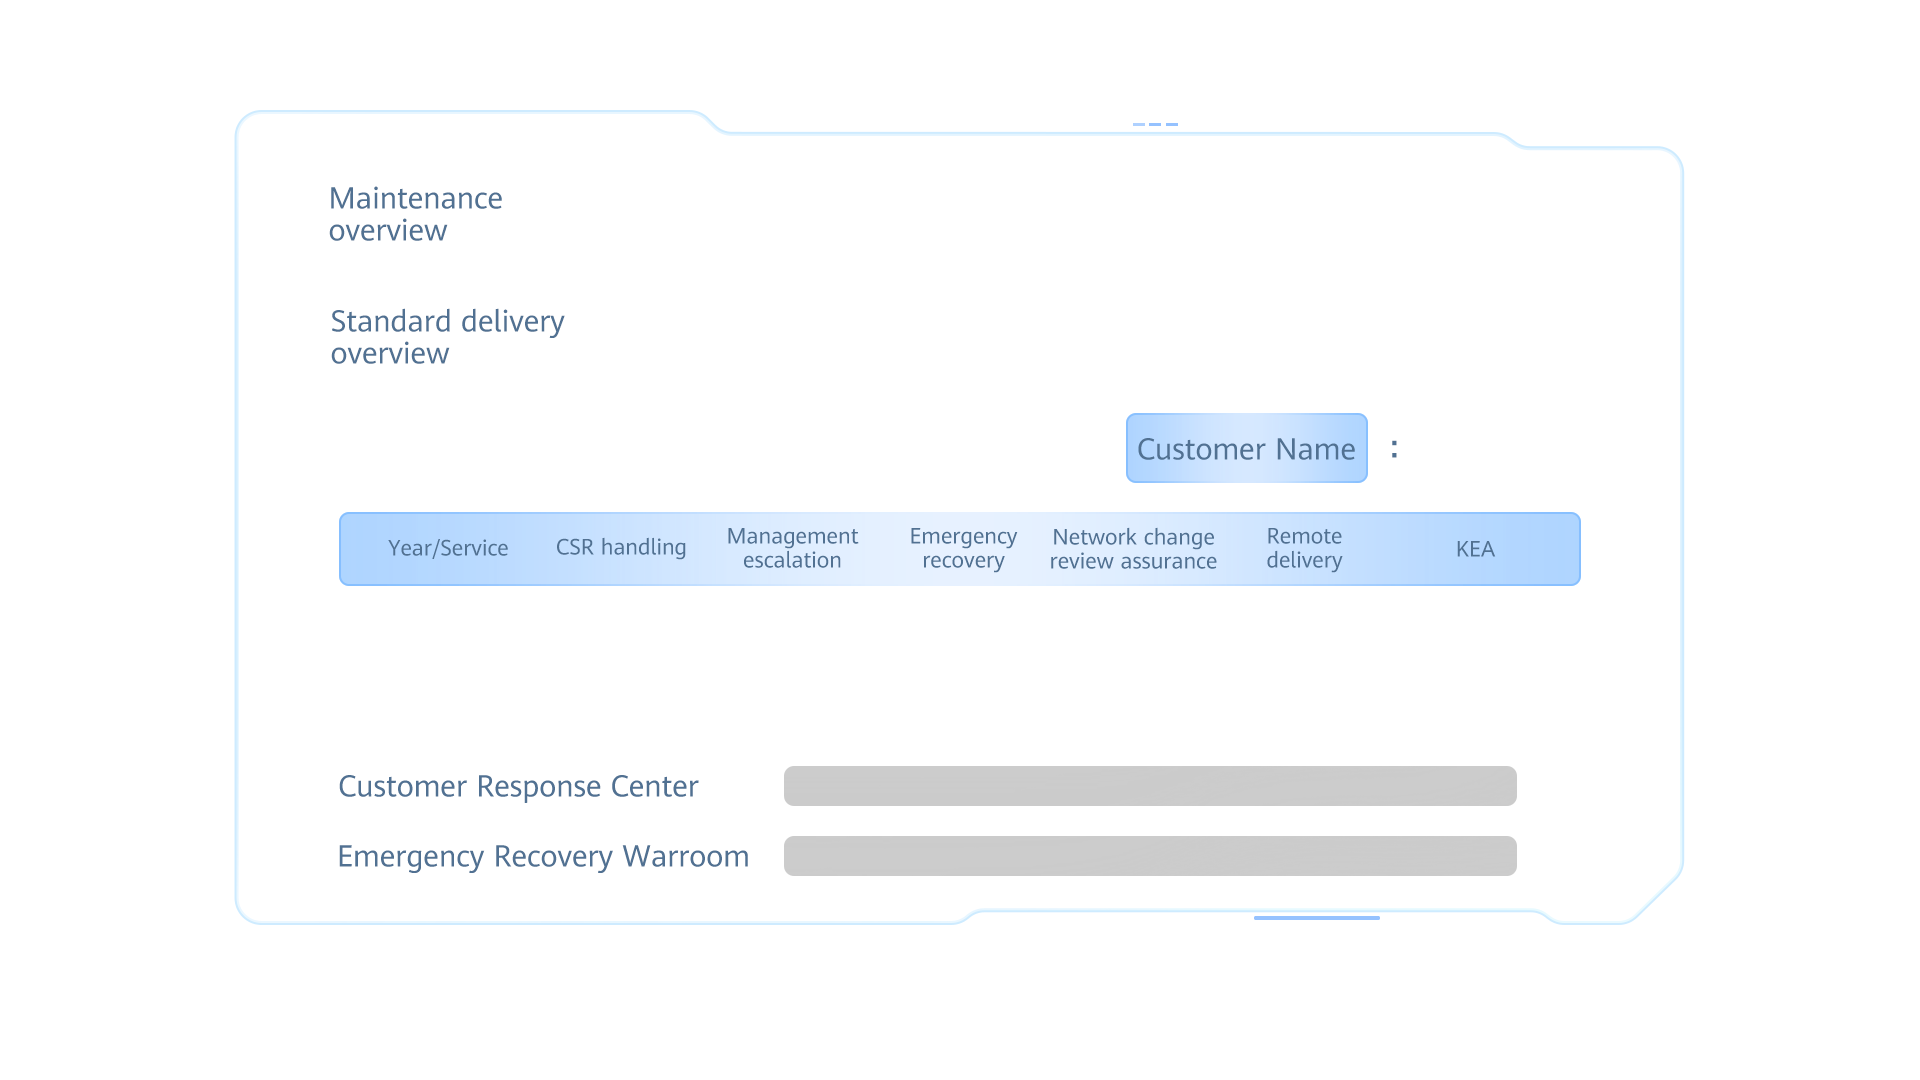 Maintenance
overview
Standard delivery
overview
Customer Name :
Year/Service
CSR handling
Management
escalation
Emergency
recovery
Network change
review assurance
Remote
delivery
KEA
Customer Response Center
Emergency Recovery Warroom